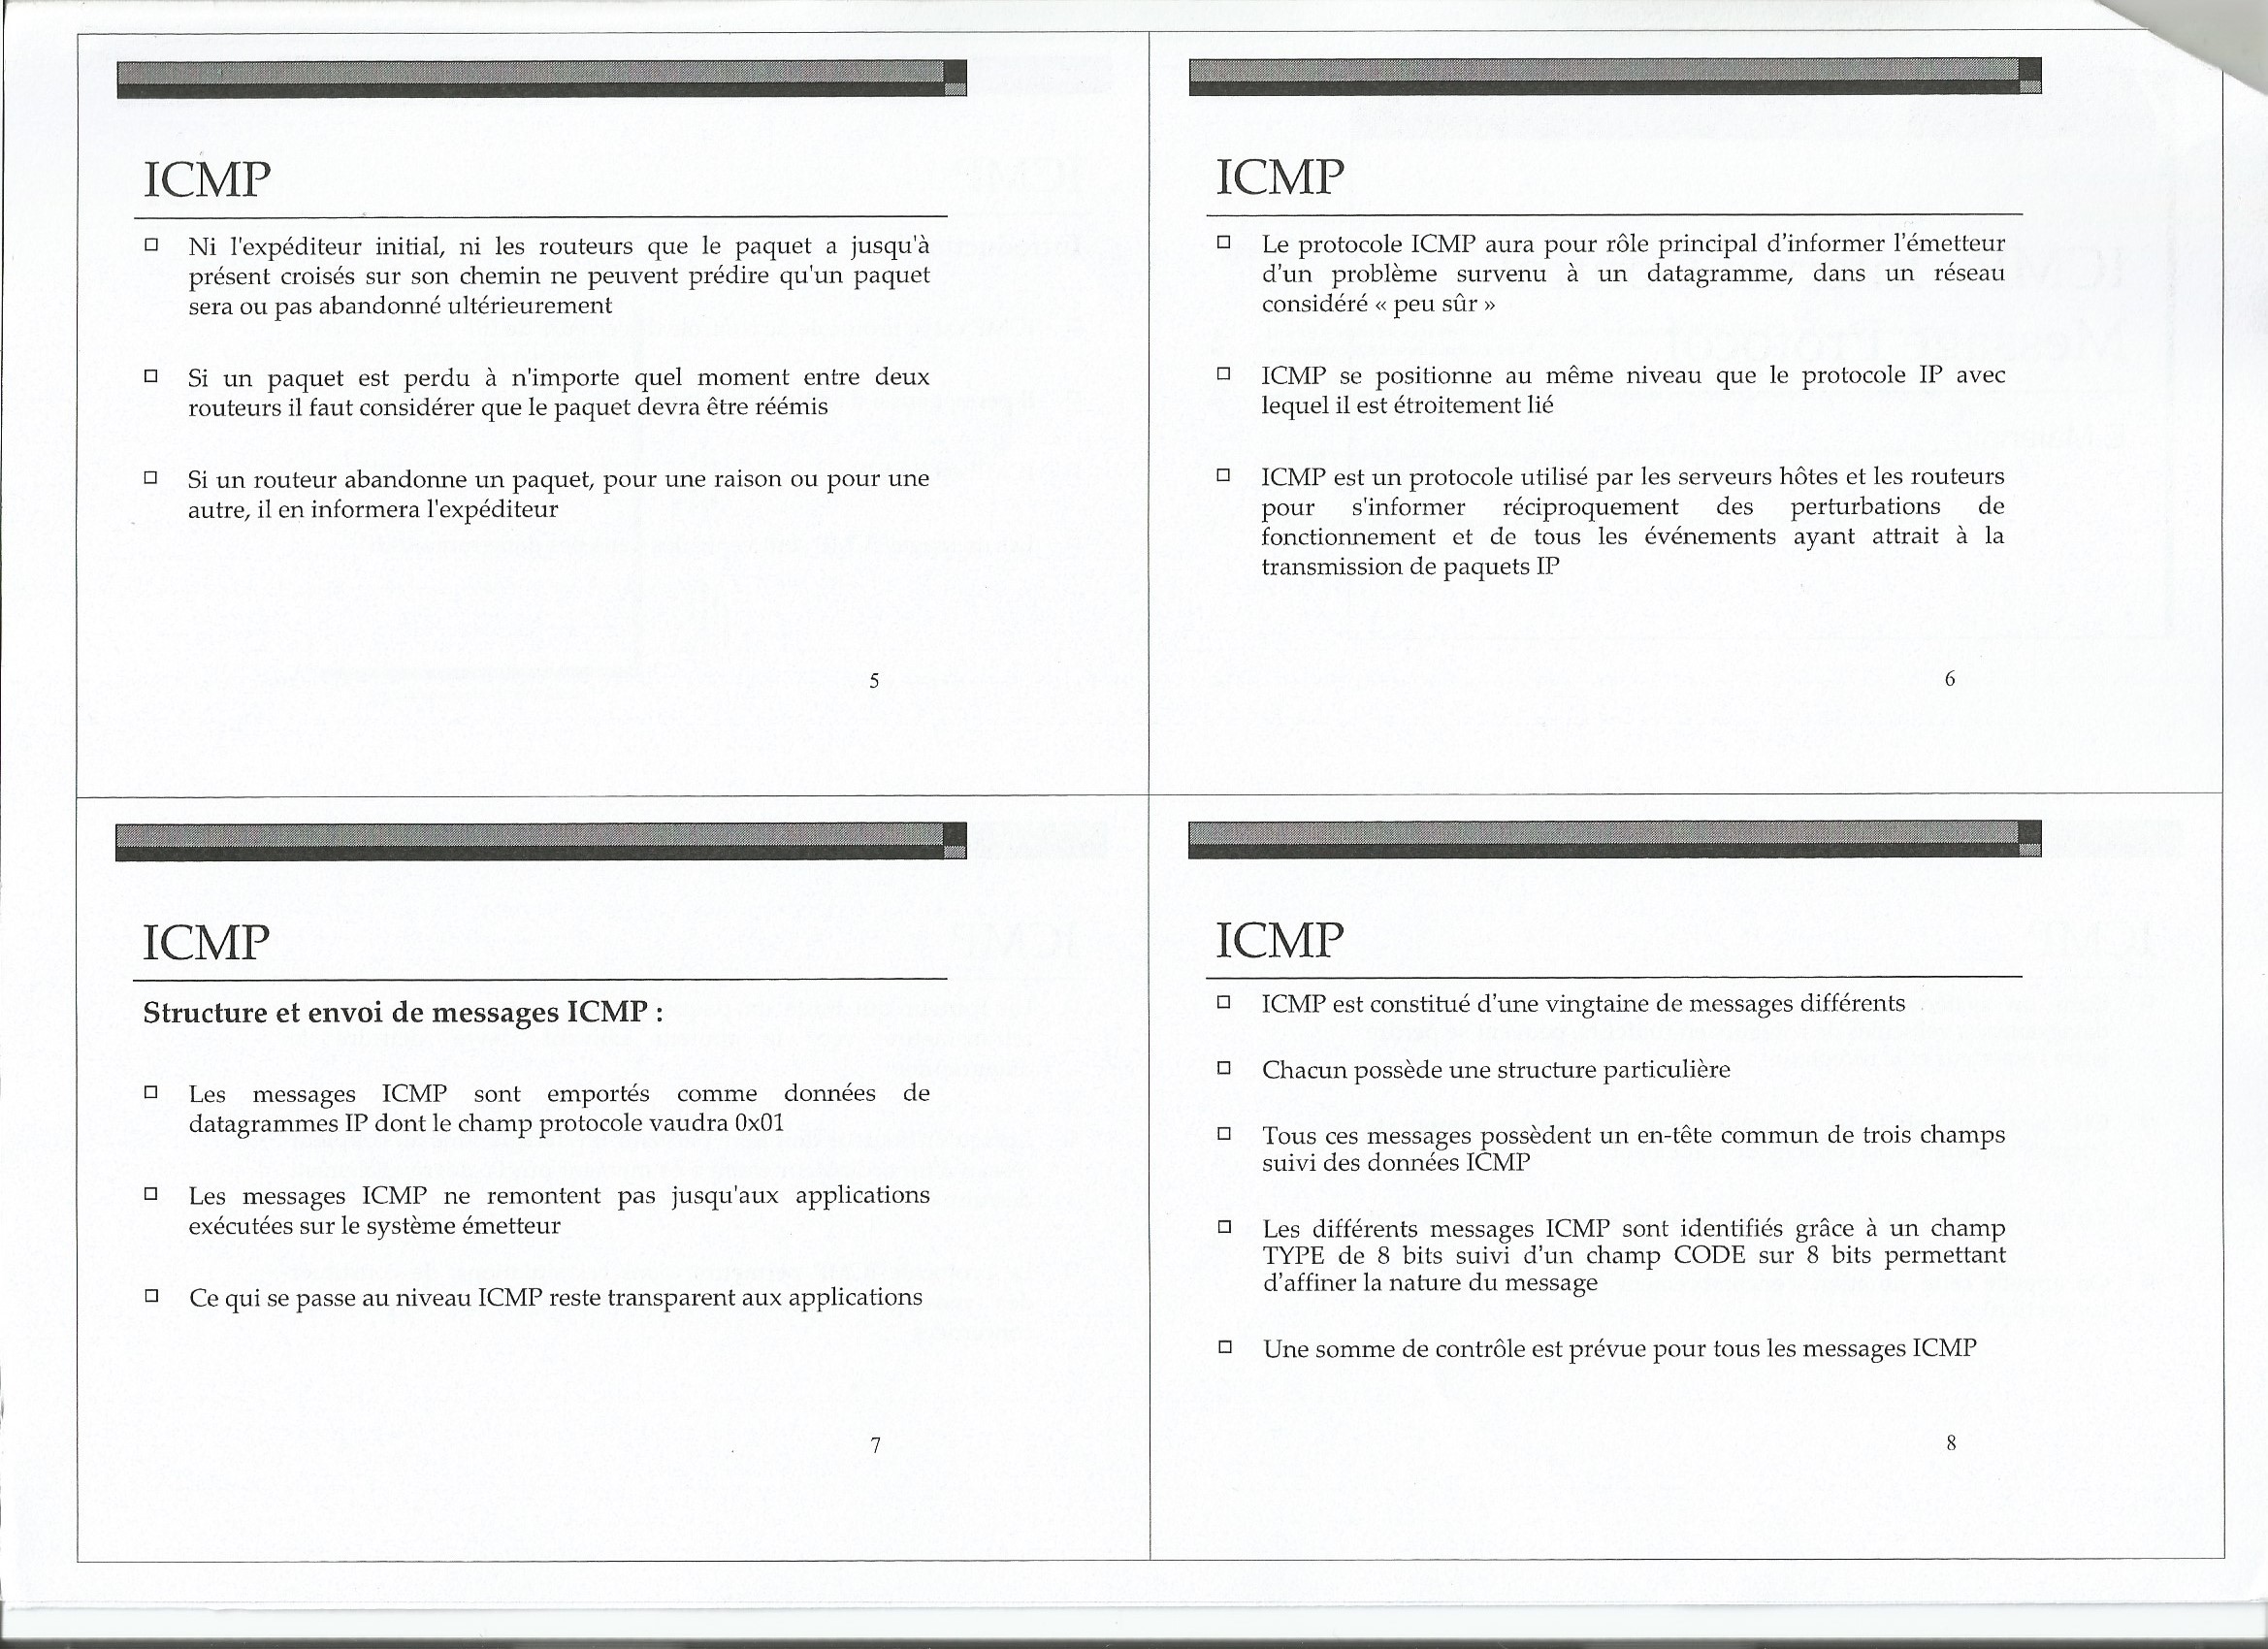 ICMP
Ni l'expéditeur initial, ni les routeurs que le paquet a jusqu'à
présent croisés sur son chemin ne peuvent prédire qu'un paquet
sera ou pas abandonné ultérieurement
Si un paquet est perdu à n'importe quel moment entre deux
routeurs il faut considérer que le paquet devra être réémis
Si un routeur abandonne un paquet, pour une raison ou pour une
autre, il en informera l'expéditeur
5
ICMP
Le protocole ICMP aura pour rôle principal d'informer l'émetteur
d'un problème survenu à un datagramme, dans un réseau
considéré « peu sûr »
ICMP se positionne au même niveau que le protocole IP avec
lequel il est étroitement lié
ICMP est un protocole utilisé par les serveurs hôtes et les routeurs
pour s'informer réciproquement des perturbations de
fonctionnement et de tous les événements ayant attrait à la
transmission de paquets IP
6
ICMP
Structure et envoi de messages ICMP :
Les messages ICMP sont emportés comme données de
datagrammes IP dont le champ protocole vaudra 0x01
Les messages ICMP ne remontent pas jusqu'aux applications
exécutées sur le système émetteur
Ce qui se passe au niveau ICMP reste transparent aux applications
7
ICMP
ICMP est constitué d'une vingtaine de messages différents
Chacun possède une structure particulière
Tous ces messages possèdent un en-tête commun de trois champs
suivi des données ICMP
Les différents messages ICMP sont identifiés grâce à un champ
TYPE de 8 bits suivi d'un champ CODE sur 8 bits permettant
d'affiner la nature du message
Une somme de contrôle est prévue pour tous les messages ICMP
8